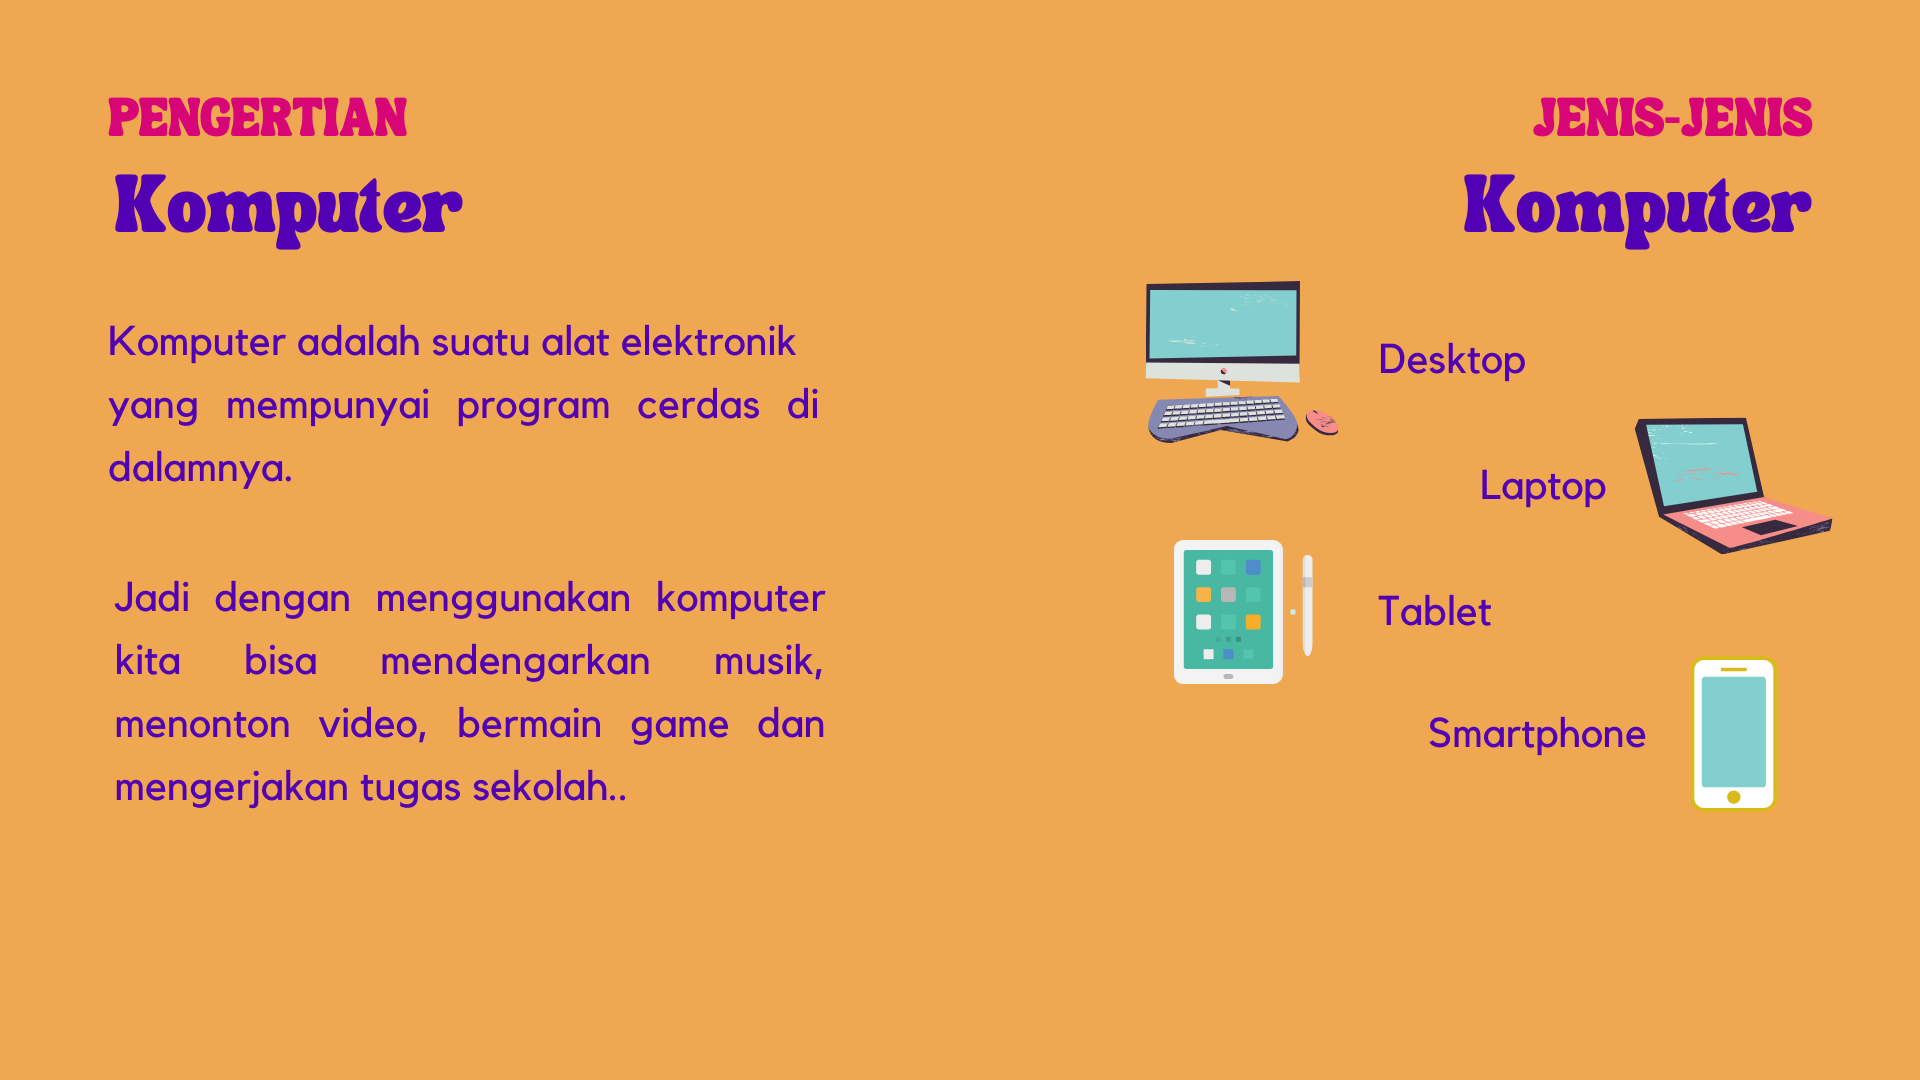 PENGERTIAN
Komputer
Komputer adalah suatu alat elektronik
yang mempunyai program cerdas di
dalamnya.
Jadi dengan menggunakan komputer
kita bisa mendengarkan musik,
menonton video, bermain game dan
mengerjakan tugas sekolah..
JENIS-JENIS
Komputer
Desktop
Laptop
Tablet
Smartphone